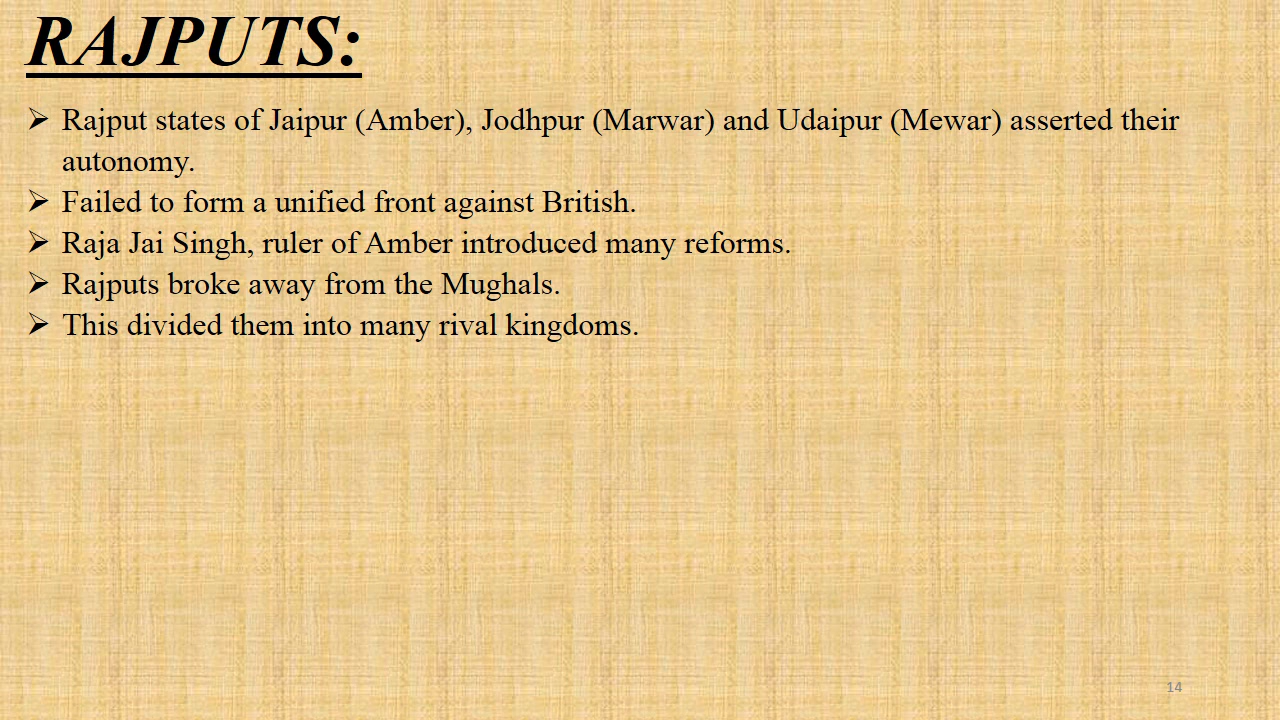 RAJPUTS:
➢ Rajput states of Jaipur (Amber), Jodhpur (Marwar) and Udaipur (Mewar) asserted their
autonomy.
➢ Failed to form a unified front against British.
➢ Raja Jai Singh, ruler of Amber introduced many reforms.
➢ Rajputs broke away from the Mughals.
➢ This divided them into many rival kingdoms.
14